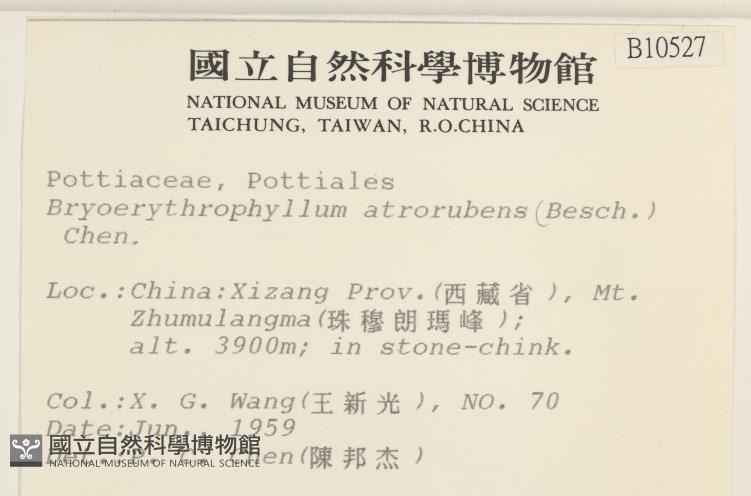 B10527
國立自然科學博物館
NATIONAL MUSEUM OF NATURAL SCIENCE
TAICHUNG, TAIWAN, R.O.CHINA
Pottiaceae, Pottiales
Bryoerythrophyllum atrorubens (Besch.)
Chen.
Loc.:China:Xizang Prov.(西藏省), Mt.
Zhumulangma(珠穆朗瑪峰);
alt. 3900m; in stone-chink.
Col.:X. G. Wang(王新光), NO. 70
Date:Jun., 1959
Chen(陳邦杰)
國立自然科學博物館
NATIONAL MUSEUM OF NATURAL SCIENCE